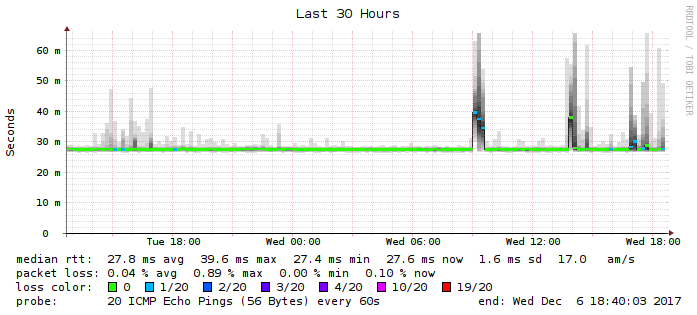 Last 30 Hours
RRDTOOL / TOBI OETIKER
Seconds
60 m
50 m
40 m
30 m
20 m
10 m
0
Tue 18:00 Wed 00:00 Wed 06:00 Wed 12:00 Wed 18:00
median rtt: 27.8 ms avg 39.6 ms max 27.4 ms min 27.6 ms now 1.6 ms sd 17.0 am/s
packet loss: 0.04 % avg 0.89 % max 0.00 % min 0.10 % now
loss color: 0 1/20 2/20 3/20 4/20 10/20 19/20
probe: 20 ICMP Echo Pings (56 Bytes) every 60s end: Wed Dec 6 18:40:03 2017